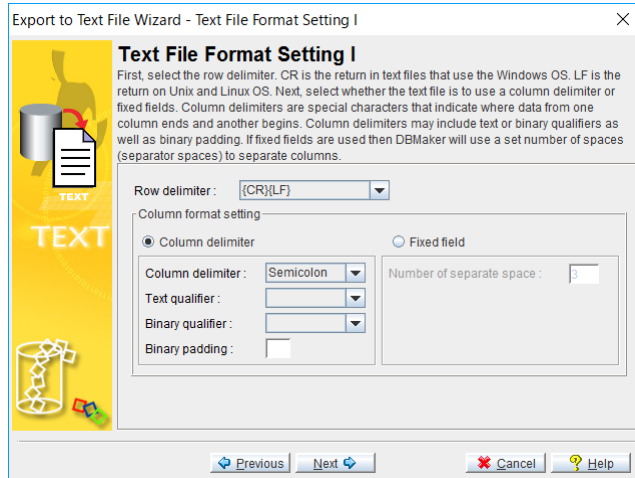 Export to Text File Wizard - Text File Format Setting I
Text File Format Setting I
First, select the row delimiter. CR is the return in text files that use the Windows OS. LF is the
return on Unix and Linux OS. Next, select whether the text file is to use a column delimiter or
fixed fields. Column delimiters are special characters that indicate where data from one
column ends and another begins. Column delimiters may include text or binary qualifiers as
well as binary padding. If fixed fields are used then DBMaker will use a set number of spaces
(separator spaces) to separate columns.
TEXT
TEXT
Row delimiter : {CR}{LF}
Column format setting
Column delimiter Fixed field
Column delimiter : Semicolon Number of separate space : 3
Text qualifier :
Binary qualifier :
Binary padding :
Previous Next Cancel Help